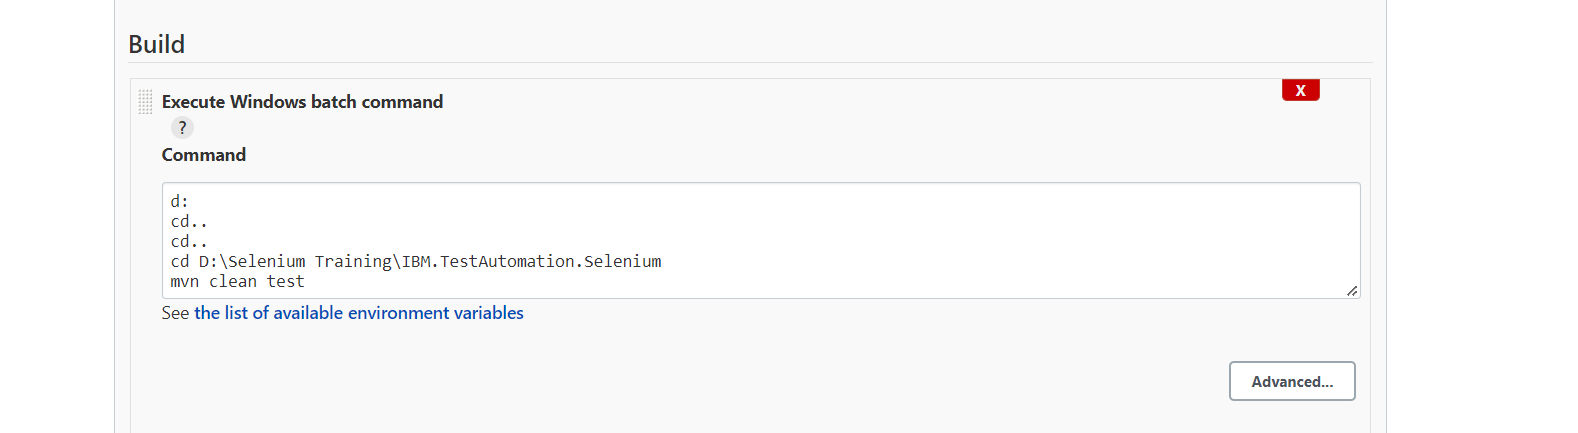 Build
Execute Windows batch command
X
?
Command
d:
cd..
cd..
cd D:\Selenium Training\IBM.TestAutomation.Selenium
mvn clean test
See the list of available environment variables
Advanced...